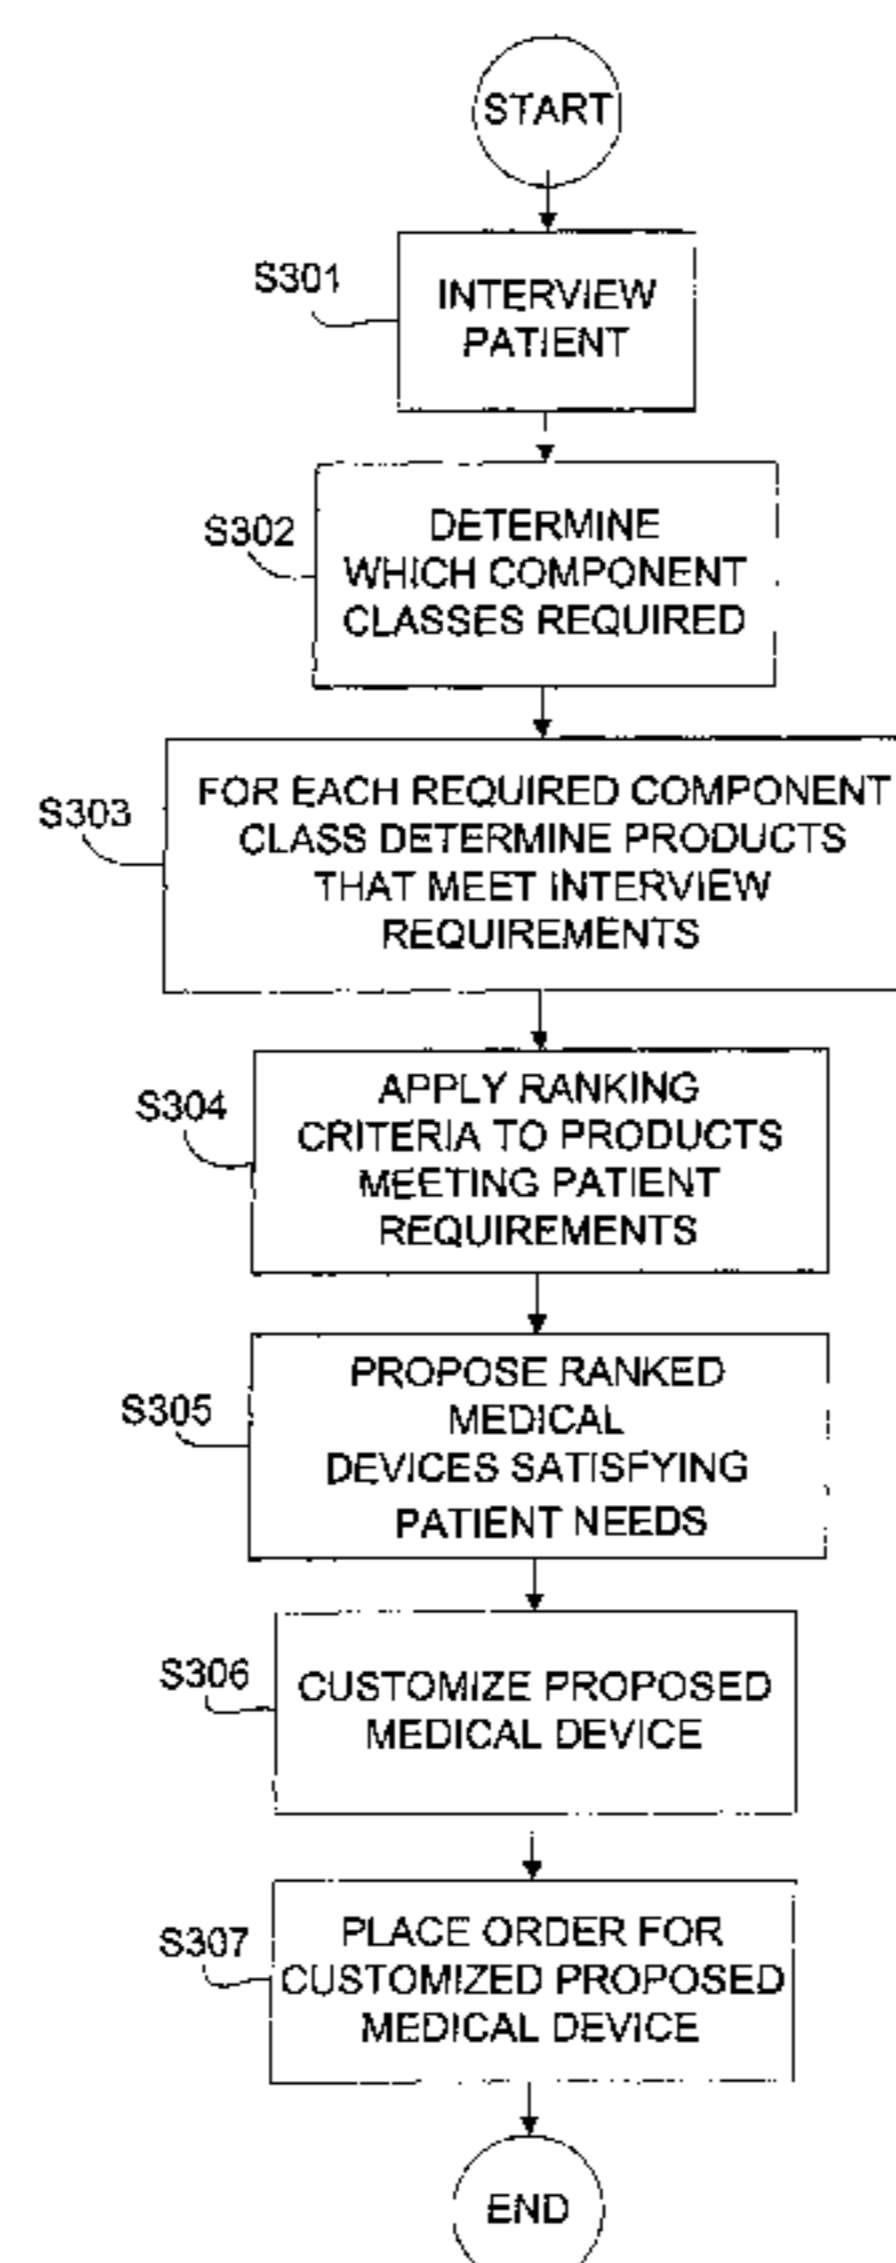 START
S301
INTERVIEW
PATIENT
S302
DETERMINE
WHICH COMPONENT
CLASSES REQUIRED
S303
FOR EACH REQUIRED COMPONENT
CLASS DETERMINE PRODUCTS
THAT MEET INTERVIEW
REQUIREMENTS
S304
APPLY RANKING
CRITERIA TO PRODUCTS
MEETING PATIENT
REQUIREMENTS
S305
PROPOSE RANKED
MEDICAL
DEVICES SATISFYING
PATIENT NEEDS
S306
CUSTOMIZE PROPOSED
MEDICAL DEVICE
S307
PLACE ORDER FOR
CUSTOMIZED PROPOSED
MEDICAL DEVICE
END